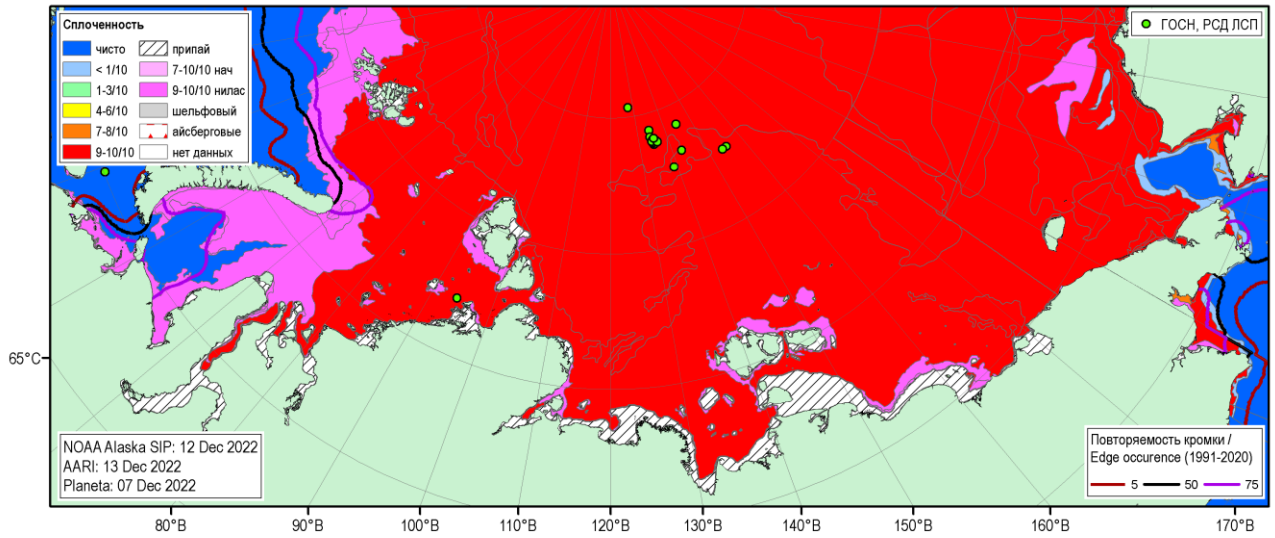 Сплоченность
чисто
припай
< 1/10
7-10/10 нач
1-3/10
9-10/10 нилас
4-6/10
шельфовый
7-8/10
айсберговые
9-10/10
нет данных
ГОСН, РСД ЛСП
65°С
NOAA Alaska SIP: 12 Dec 2022
AARI: 13 Dec 2022
Planeta: 07 Dec 2022
Повторяемость кромки /
Edge occurence (1991-2020)
5 50 75
80°В 90°В 100°В 110°В 120°В 130°В 140°В 150°В 160°В 170°В